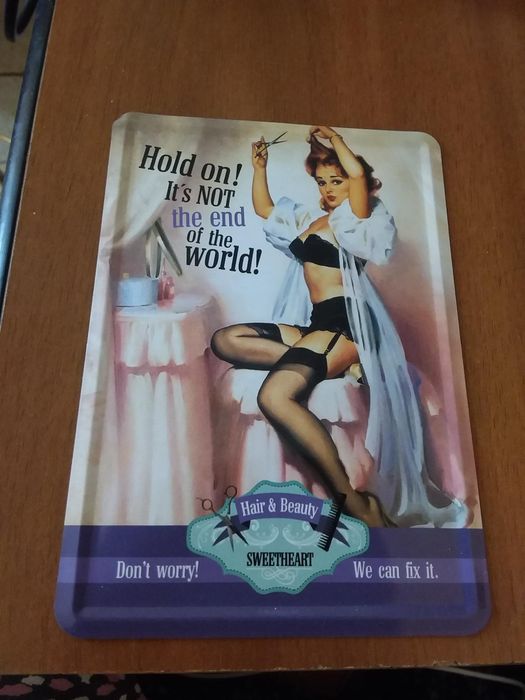 Hold on!
It's NOT
the end
of the
world!
Hair & Beauty
SWEETHEART
Don't worry!
We can fix it.